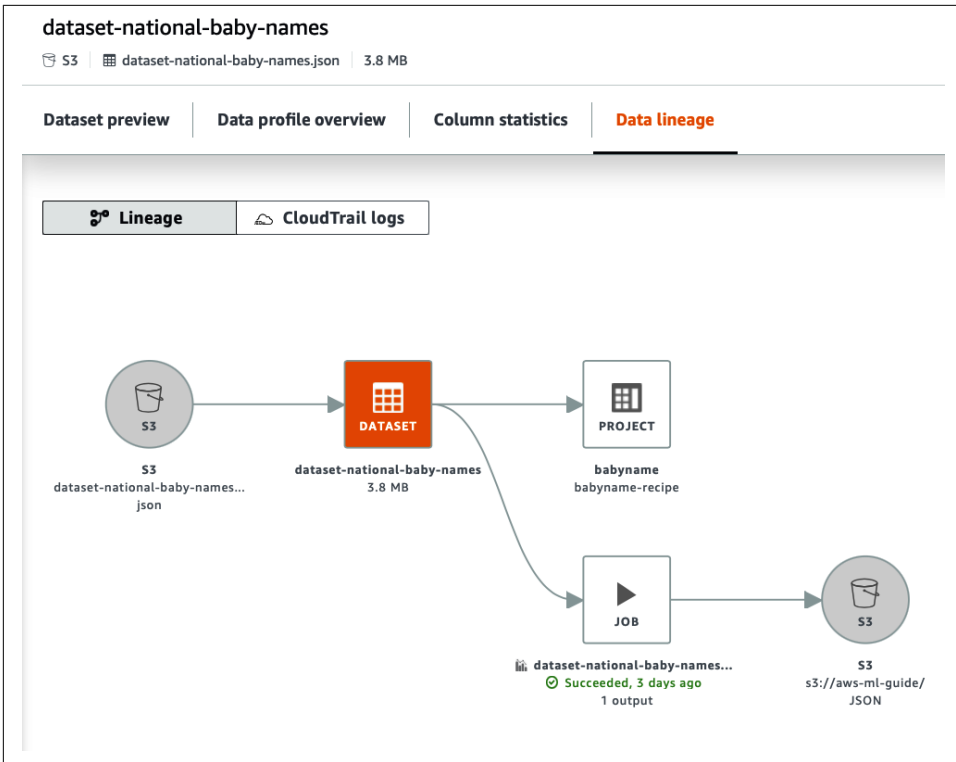 dataset-national-baby-names
S3 dataset-national-baby-names.json 3.8 MB
Dataset preview Data profile overview Column statistics Data lineage
Lineage CloudTrail logs
S3
DATASET
PROJECT
S3
dataset-national-baby-names...
json
dataset-national-baby-names
3.8 MB
babyname
babyname-recipe
JOB
S3
dataset-national-baby-names...
Succeeded, 3 days ago
1 output
S3
s3://aws-ml-guide/
JSON